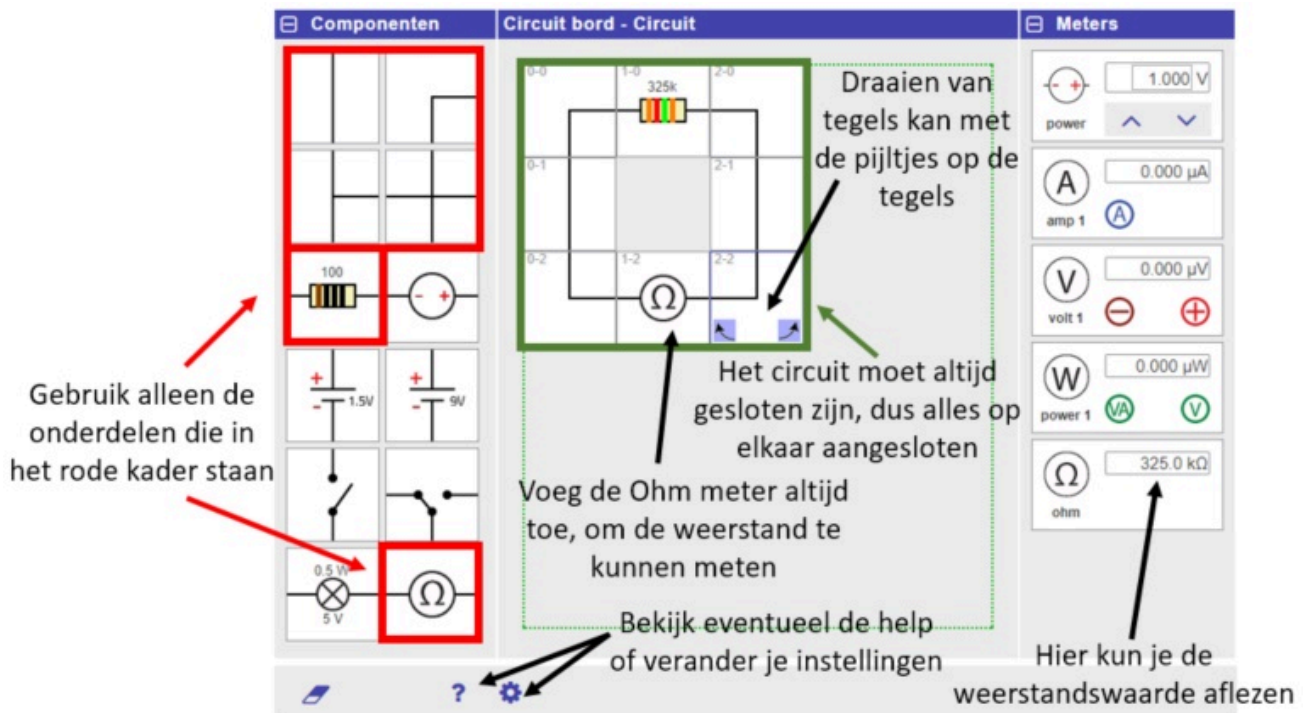 Componenten
Circuit bord - Circuit
Meters
0-0
1-0
2-0
325k
Draaien van
tegels kan met
de pijltjes op de
tegels
1.000 V
- +
power
0-1
2-1
A
0.000 µA
amp 1
A
100
- +
0-2
1-2
2-2
Ω
V
0.000 µV
volt 1
Gebruik alleen de
onderdelen die in
het rode kader staan
+
-
1.5V
+
-
9V
Het circuit moet altijd
gesloten zijn, dus alles op
elkaar aangesloten
W
0.000 µW
power 1
VA
V
Voeg de Ohm meter altijd
toe, om de weerstand te
kunnen meten
Ω
325.0 kΩ
ohm
0.5 W
5 V
Ω
Bekijk eventueel de help
of verander je instellingen
Hier kun je de
weerstandswaarde aflezen
?